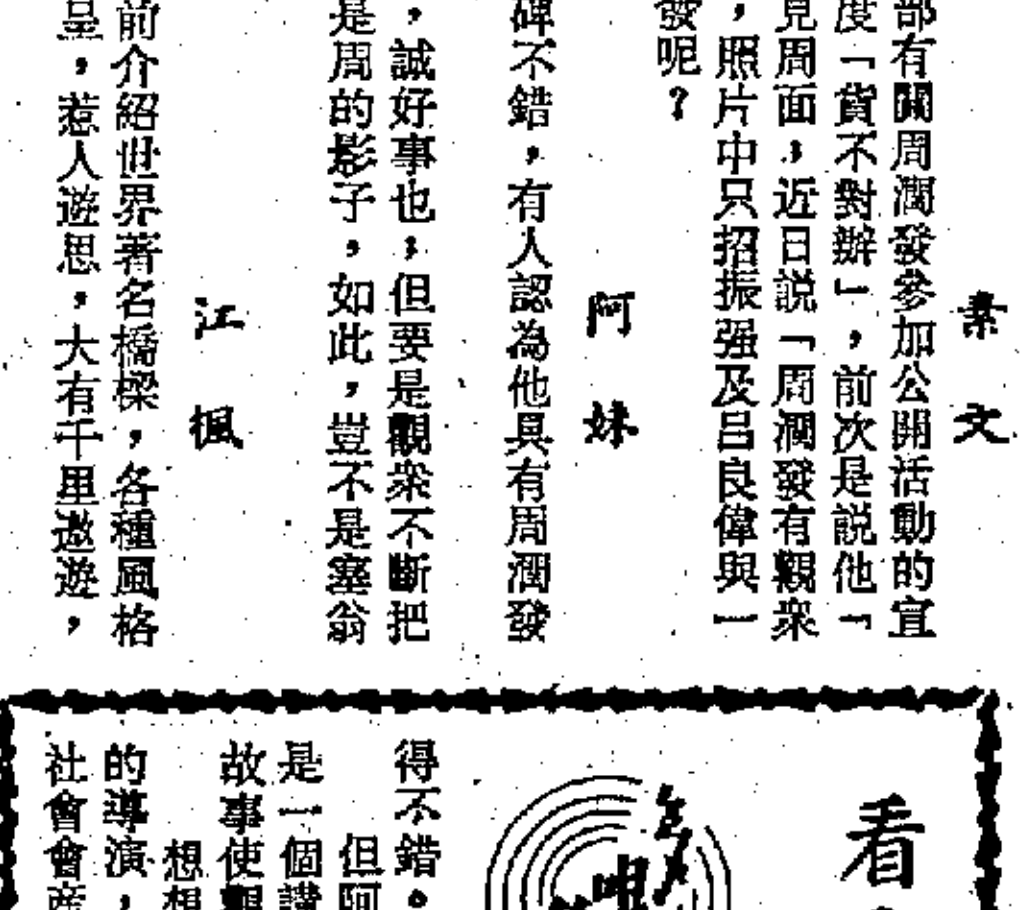 素文
部有關周潤發參加公開活動的宣
度「貨不對辦」，前次是説他「
見周面，近日説「周潤發有觀衆
，照片中只招振强及呂良偉與一
發呢？
阿妹
碑不錯，有人認為他具有周潤發
，誠好事也，但要是觀衆不斷把
是周的影子，如此，豈不是塞翁
江楓
前介紹世界著名橋樑，各種風格
呈，惹人遊思，大有千里遨遊，
看
得不錯。
但阿
是一個
故事使觀
想想
的導演，
社會會産